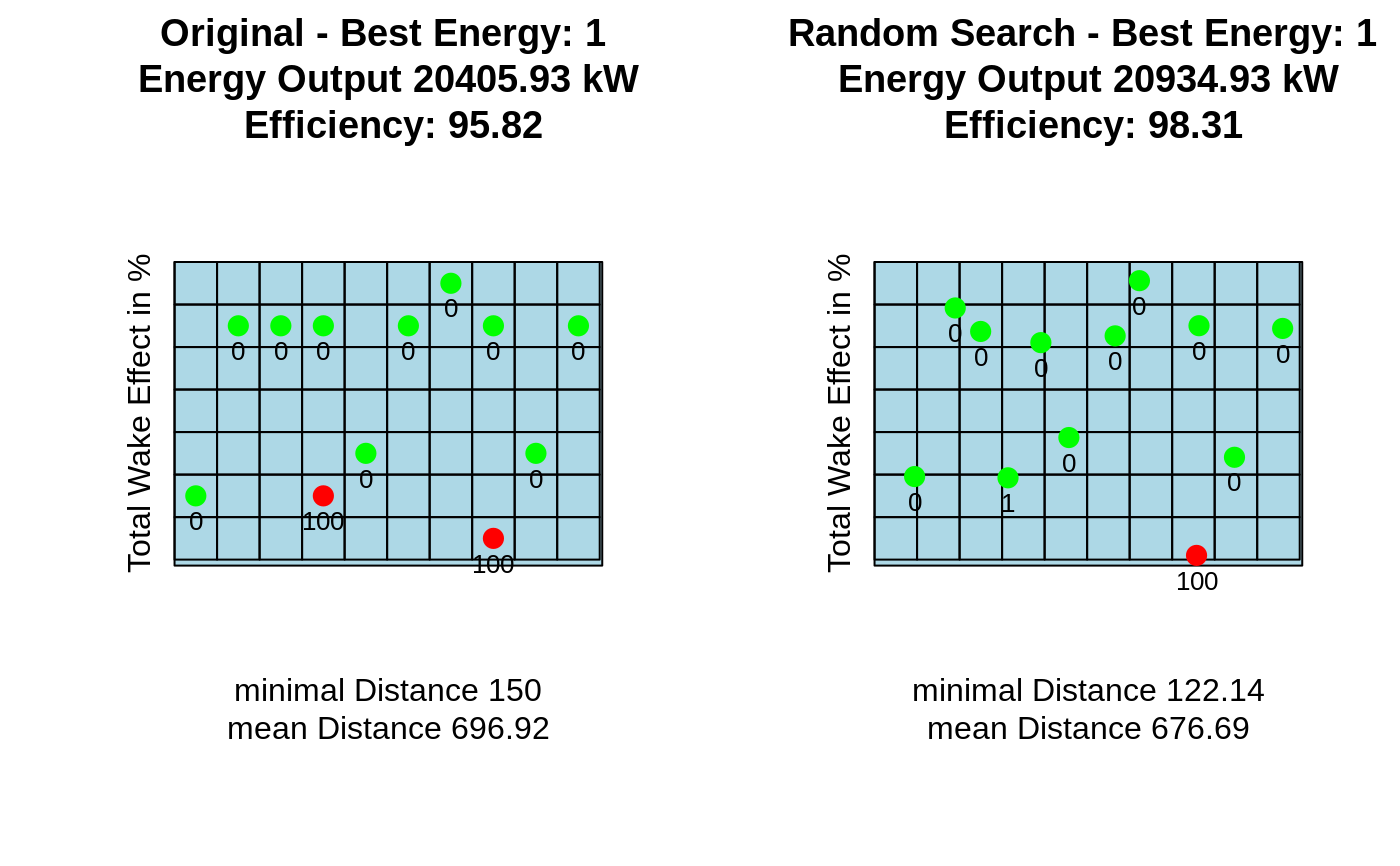 Original - Best Energy: 1
Energy Output 20405.93 kW
Efficiency: 95.82
Total Wake Effect in %
0
0 0 0 0 0 0
0 0
0 100
100
minimal Distance 150
mean Distance 696.92
Random Search - Best Energy: 1
Energy Output 20934.93 kW
Efficiency: 98.31
Total Wake Effect in %
0
0
0 0 0 0 0
0
0 1 0
100
minimal Distance 122.14
mean Distance 676.69